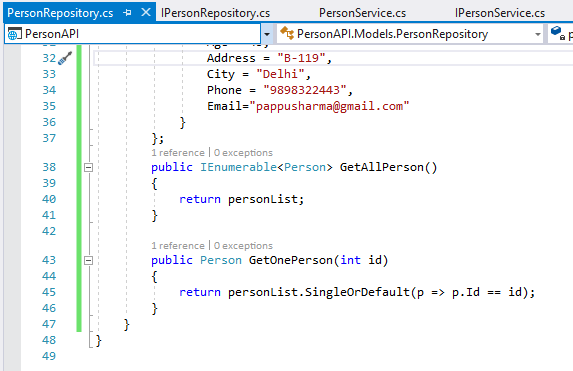 PersonRepository.cs IPersonRepository.cs PersonService.cs IPersonService.cs
PersonAPI PersonAPI.Models.PersonRepository
32 Address = "B-119",
33 City = "Delhi",
34 Phone = "9898322443",
35 Email="pappusharma@gmail.com"
36 }
37 };
1 reference | 0 exceptions
38 public IEnumerable<Person> GetAllPerson()
39 {
40 return personList;
41 }
42
1 reference | 0 exceptions
43 public Person GetOnePerson(int id)
44 {
45 return personList.SingleOrDefault(p => p.Id == id);
46 }
47 }
48 }
49